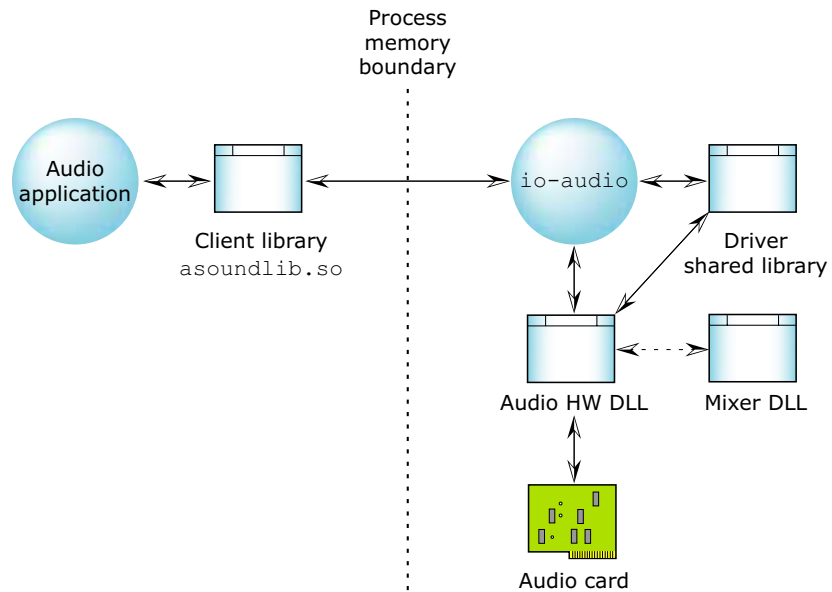 Process
memory
boundary
Audio
application
io-audio
Client library
asoundlib.so
Driver
shared library
Audio HW DLL
Mixer DLL
Audio card